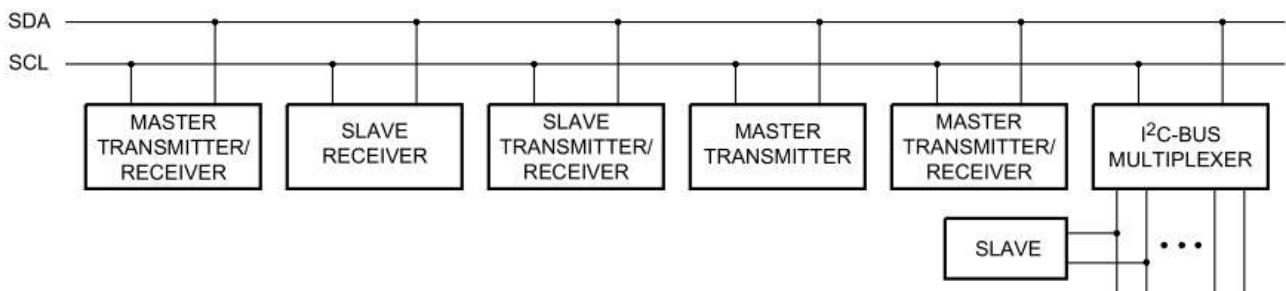 SDA
SCL
MASTER
TRANSMITTER/
RECEIVER
SLAVE
RECEIVER
SLAVE
TRANSMITTER/
RECEIVER
MASTER
TRANSMITTER
MASTER
TRANSMITTER/
RECEIVER
I²C-BUS
MULTIPLEXER
SLAVE